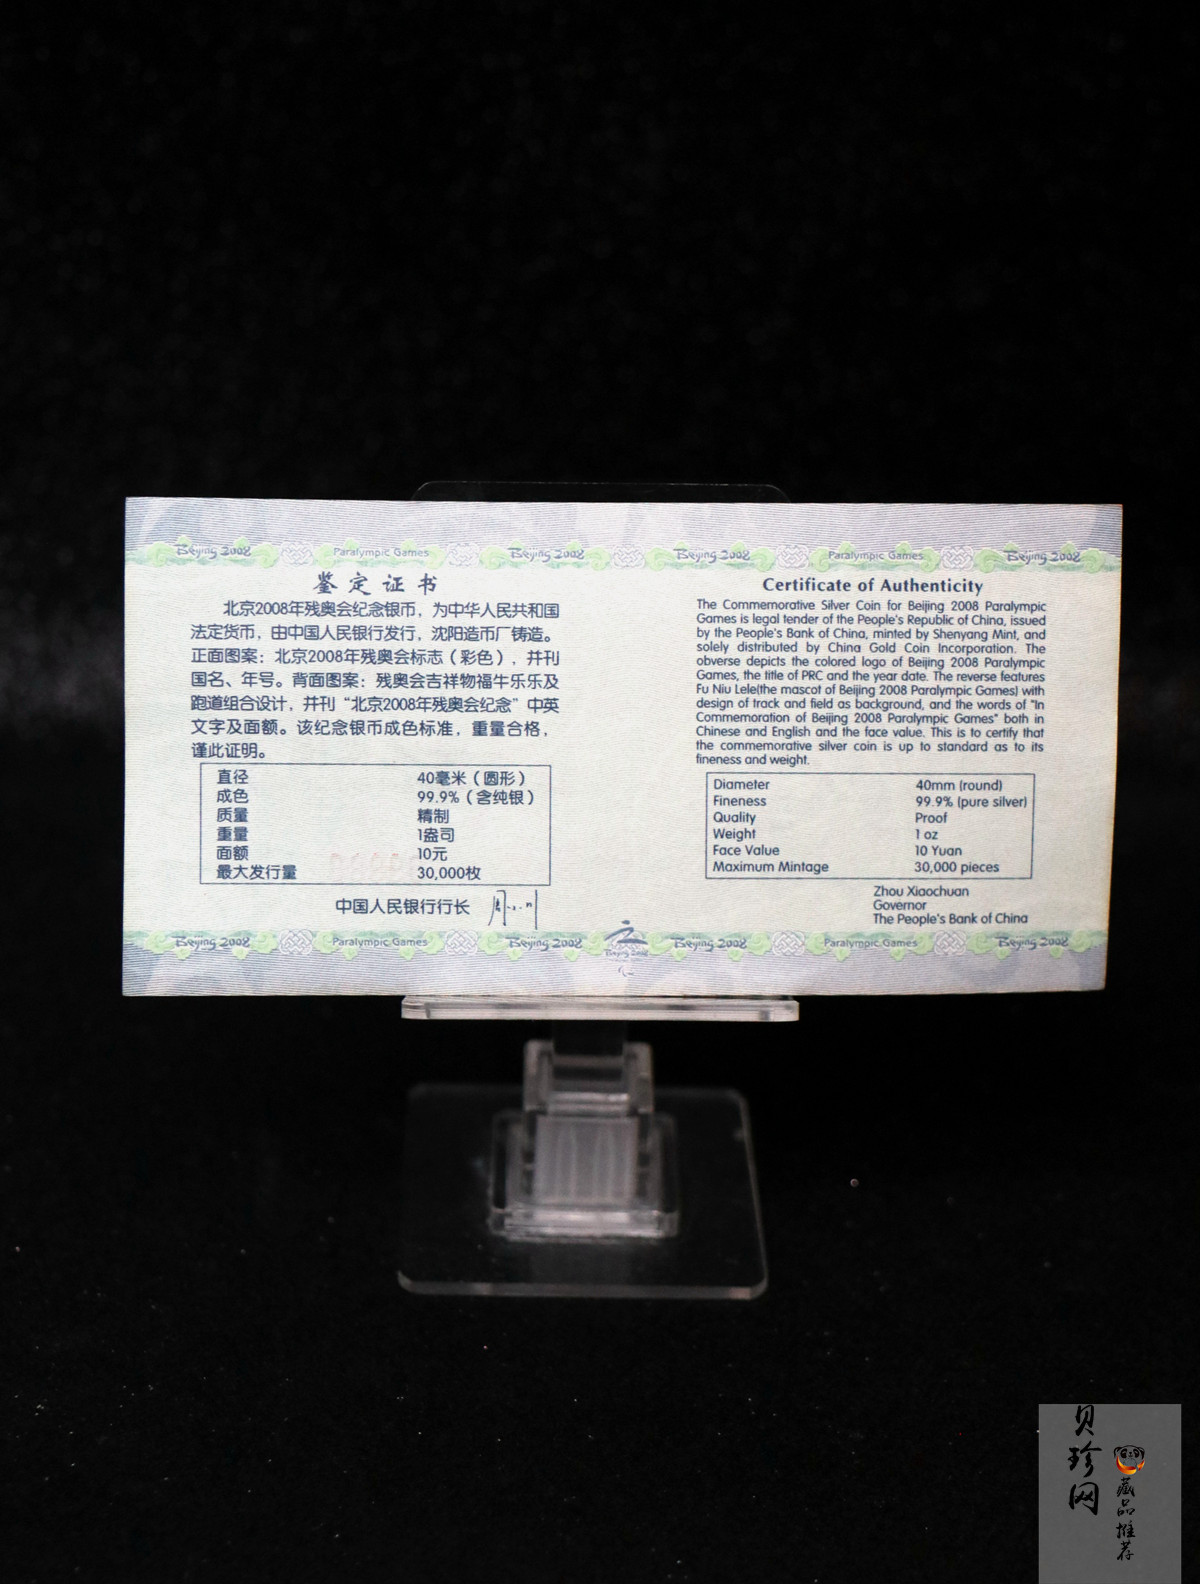 Beijing 2008 Paralympic Games Beijing 2008 Beijing 2008 Paralympic Games Beijing 2008
鉴定证书
北京2008年残奥会纪念银币，为中华人民共和国
法定货币，由中国人民银行发行，沈阳造币厂铸造。
正面图案：北京2008年残奥会标志（彩色），并刊
国名、年号。背面图案：残奥会吉祥物福牛乐乐及
跑道组合设计，并刊“北京2008年残奥会纪念”中英
文字及面额。该纪念银币成色标准，重量合格，
谨此证明。
直径 40毫米（圆形）
成色 99.9%（含纯银）
质量 精制
重量 1盎司
面额 10元
最大发行量 30,000枚
中国人民银行行长
Certificate of Authenticity
The Commemorative Silver Coin for Beijing 2008 Paralympic
Games is legal tender of the People's Republic of China, issued
by the People's Bank of China, minted by Shenyang Mint, and
solely distributed by China Gold Coin Incorporation. The
obverse depicts the colored logo of Beijing 2008 Paralympic
Games, the title of PRC and the year date. The reverse features
Fu Niu Lele(the mascot of Beijing 2008 Paralympic Games) with
design of track and field as background, and the words of "In
Commemoration of Beijing 2008 Paralympic Games" both in
Chinese and English and the face value. This is to certify that
the commemorative silver coin is up to standard as to its
fineness and weight.
Diameter 40mm (round)
Fineness 99.9% (pure silver)
Quality Proof
Weight 1 oz
Face Value 10 Yuan
Maximum Mintage 30,000 pieces
Zhou Xiaochuan
Governor
The People's Bank of China
Beijing 2008 Paralympic Games Beijing 2008 Beijing 2008 Beijing 2008 Paralympic Games Beijing 2008
贝珍网
藏品推荐